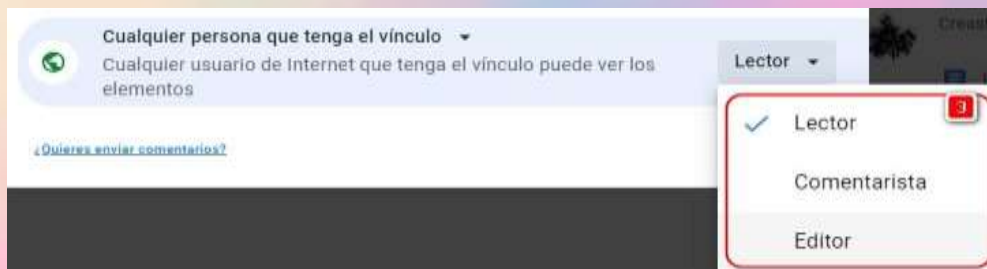 Cualquier persona que tenga el vínculo
Cualquier usuario de Internet que tenga el vínculo puede ver los
elementos
Lector
¿Quieres enviar comentarios?
3
Lector
Comentarista
Editor